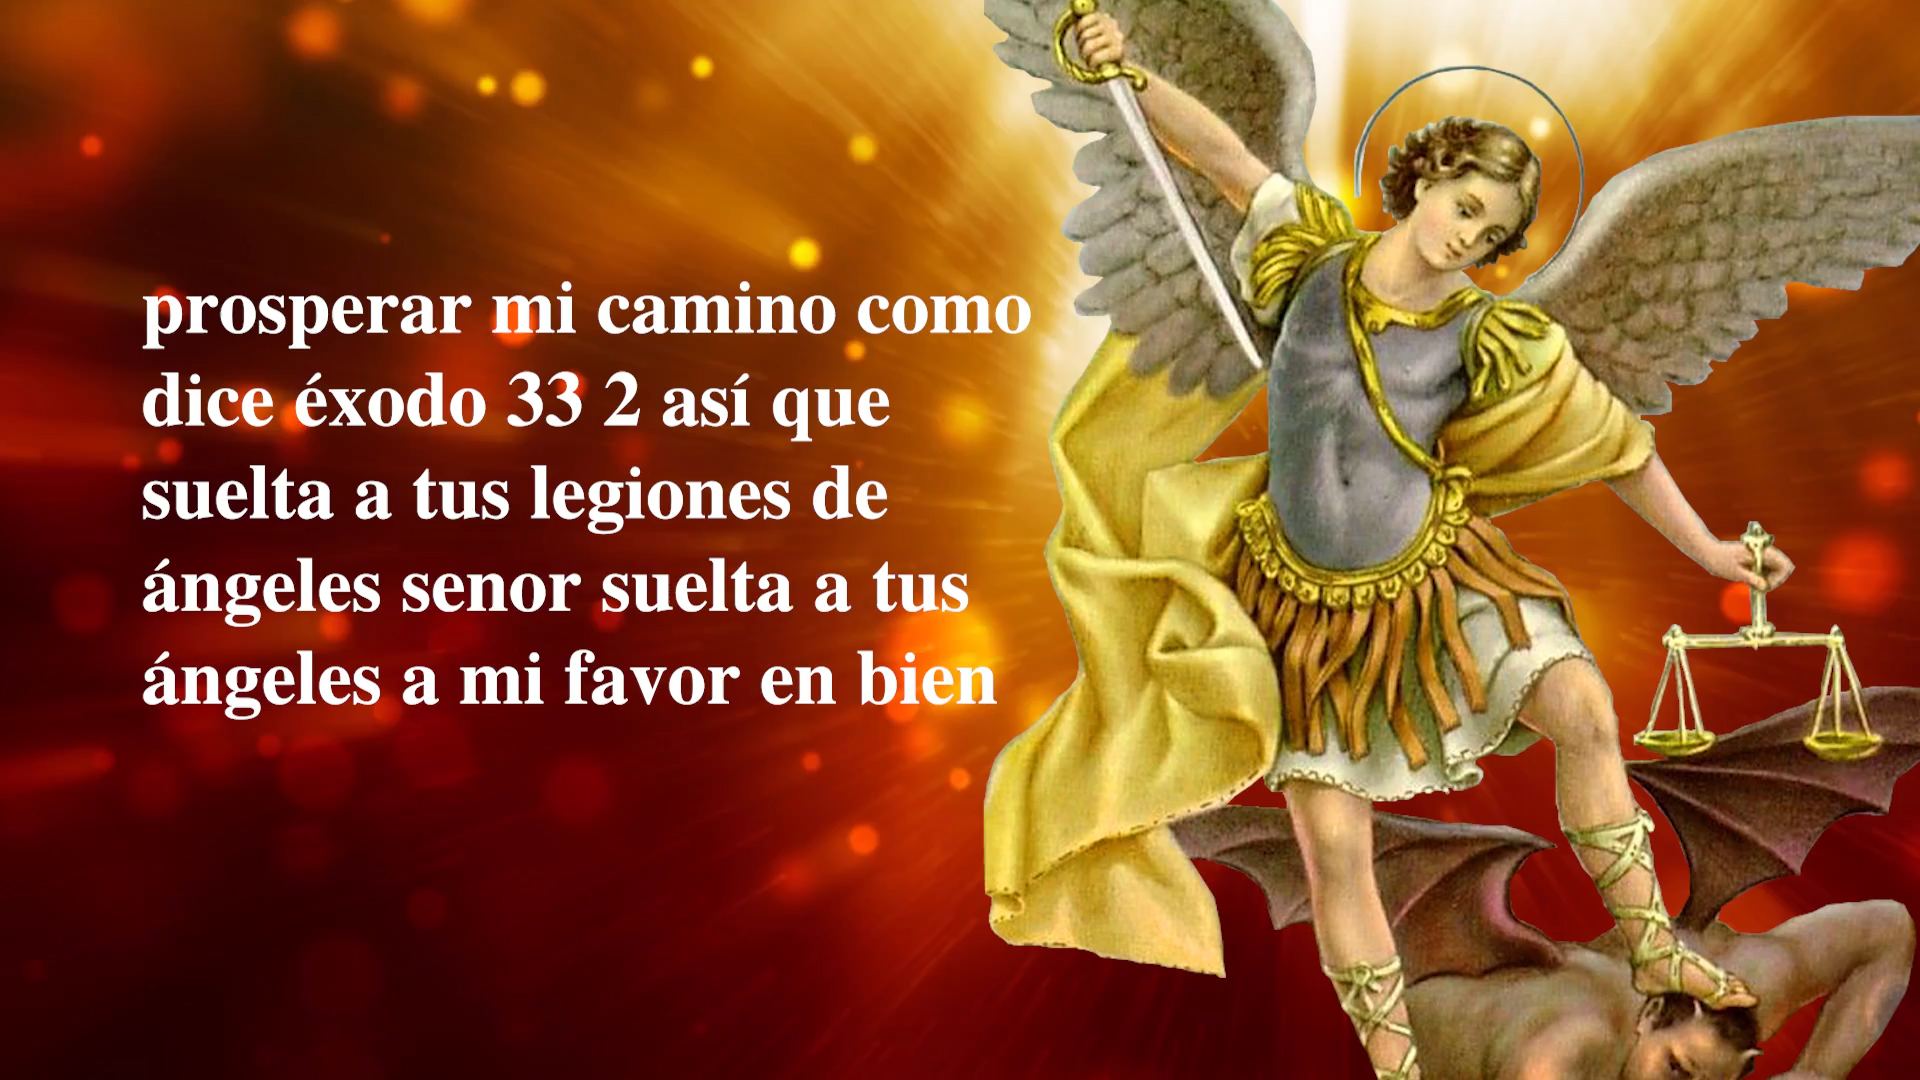 prosperar mi camino como
dice éxodo 33 2 así que
suelta a tus legiones de
ángeles senor suelta a tus
ángeles a mi favor en bien